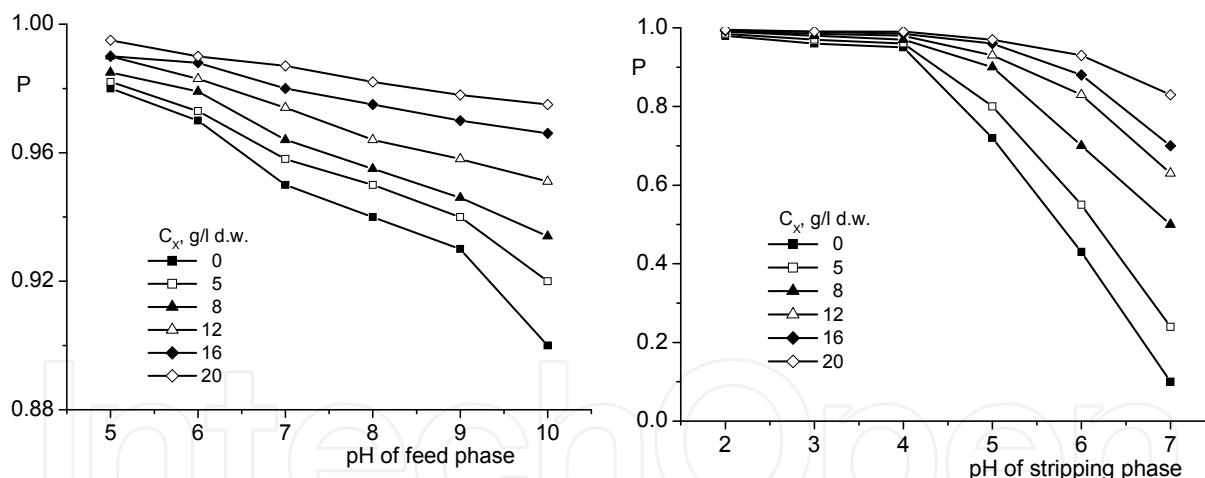 1.00
P
0.96
0.92
0.88
C_x, g/l d.w.
0
5
8
12
16
20
5 6 7 8 9 10
pH of feed phase
1.0
P
0.8
0.6
0.4
0.2
0.0
C_x, g/l d.w.
0
5
8
12
16
20
2 3 4 5 6 7
pH of stripping phase
IntechOpen